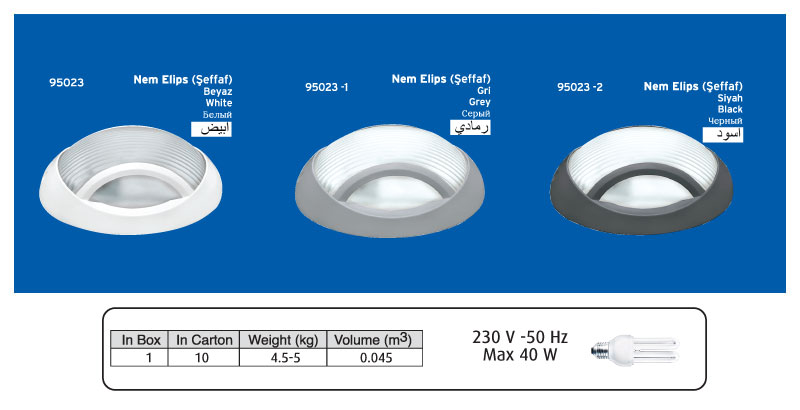 95023
Nem Elips (Şeffaf)
Beyaz
White
Белый
ابيض
95023 -1
Nem Elips (Şeffaf)
Gri
Grey
Серый
رمادي
95023 -2
Nem Elips (Şeffaf)
Siyah
Black
Черный
اسود
In Box In Carton Weight (kg) Volume (m3)
1 10 4.5-5 0.045
230 V -50 Hz
Max 40 W